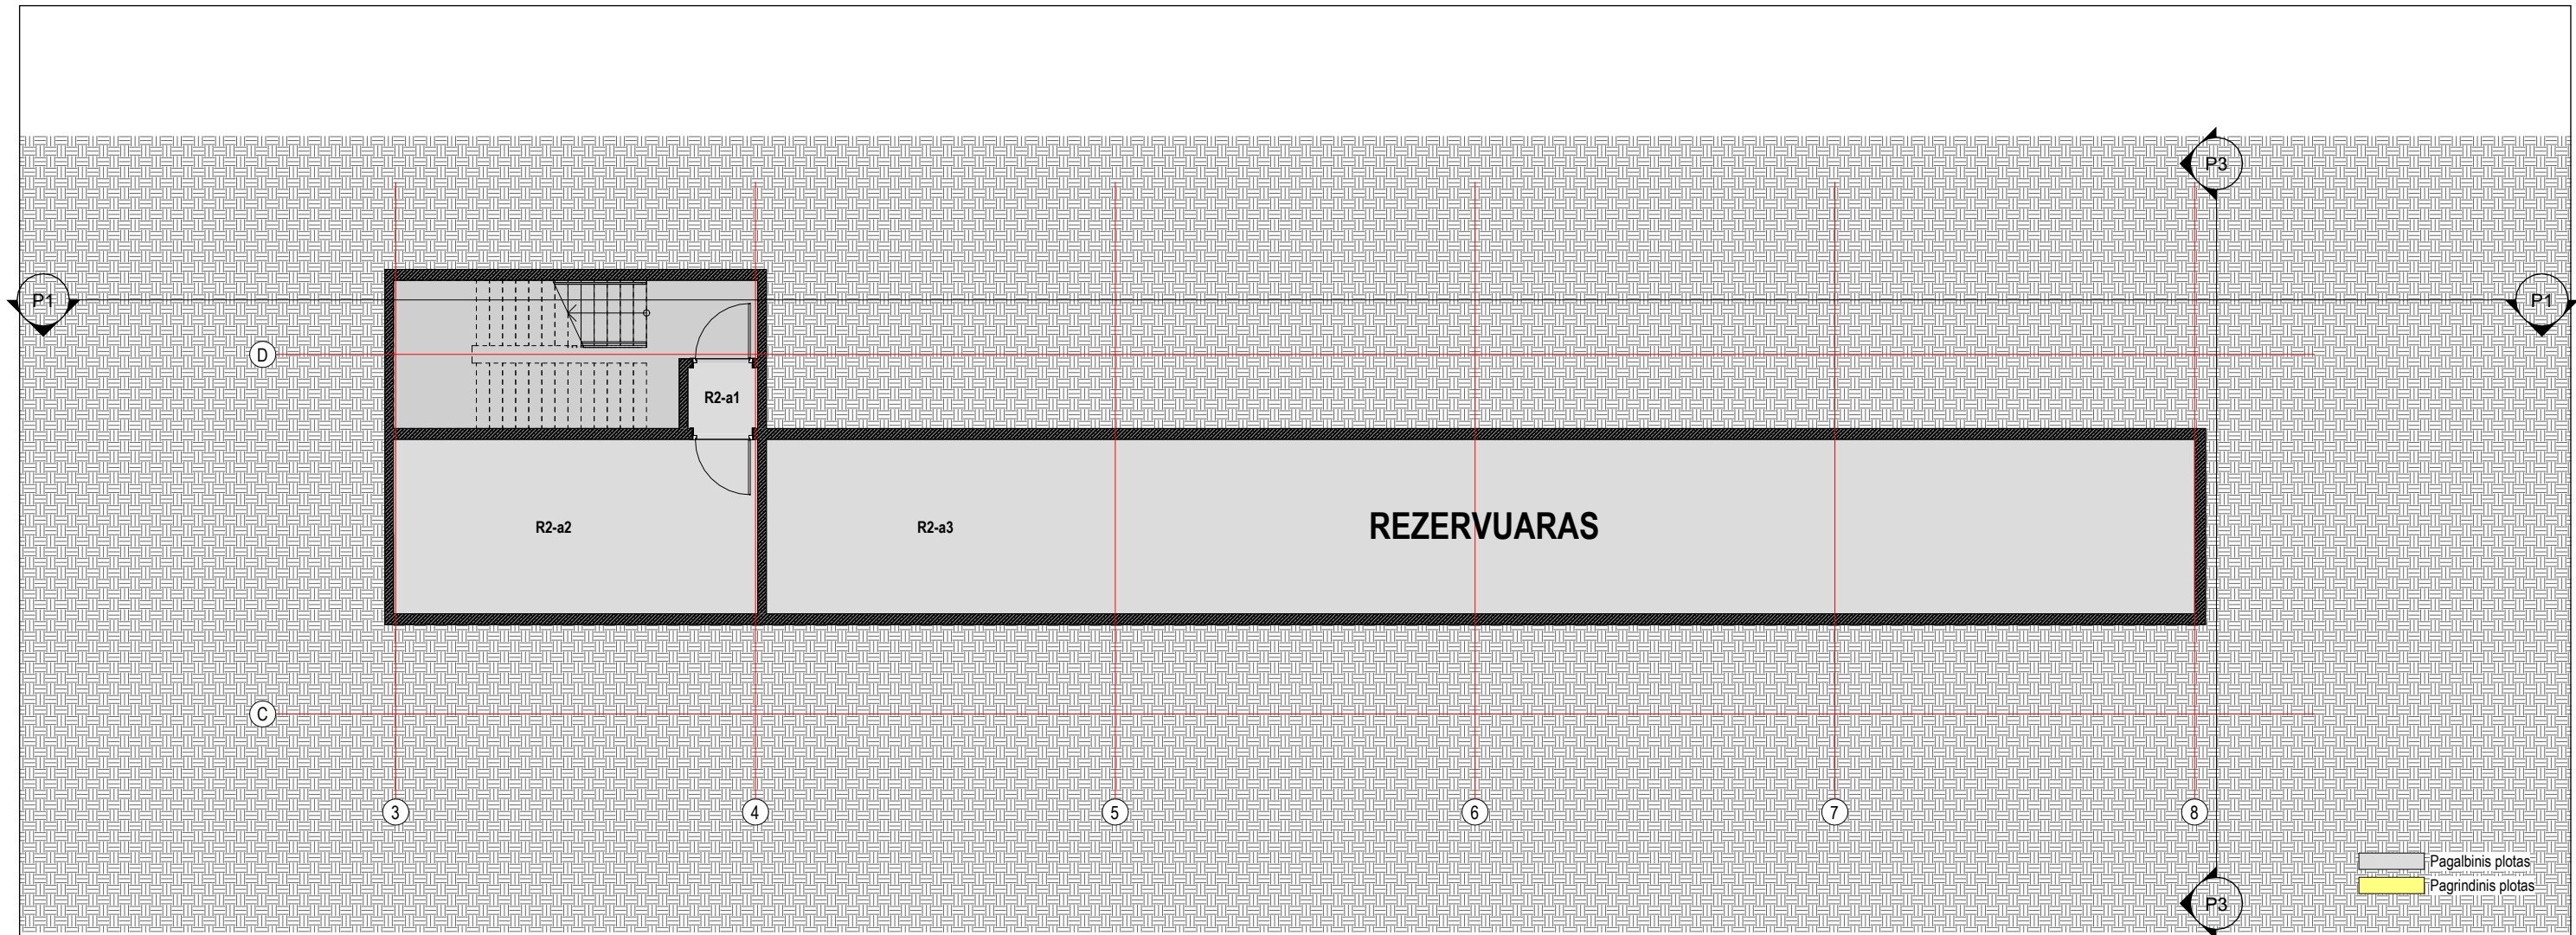 P3
P1
P1
D
R2-a1
R2-a2
R2-a3
REZERVUARAS
C
3
4
5
6
7
8
Pagalbinis plotas
Pagrindinis plotas
P3